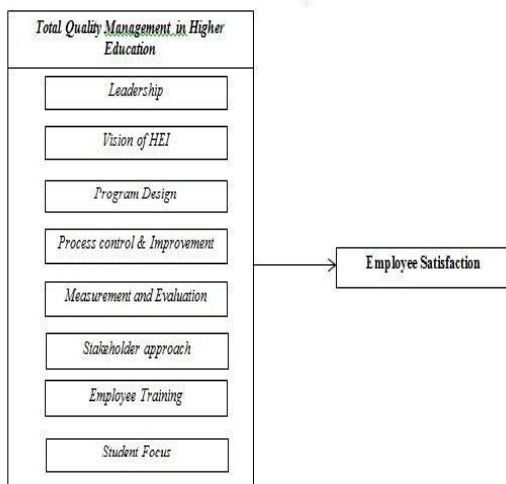 Total Quality Management in Higher
Education
Leadership
Vision of HEI
Program Design
Process control & Improvement
Measurement and Evaluation
Stakeholder approach
Employee Training
Student Focus
Employee Satisfaction